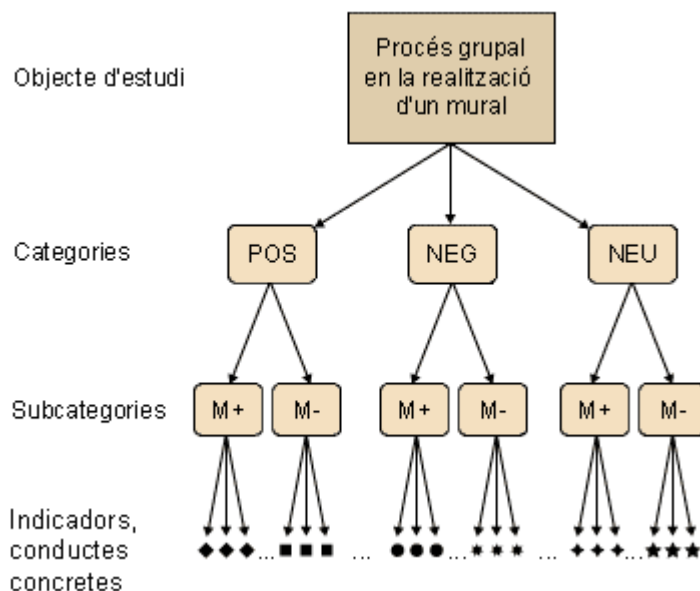 Procés grupal
en la realització
d'un mural
Objecte d'estudi
Categories
POS
NEG
NEU
Subcategories
M+
M-
M+
M-
M+
M-
Indicadors,
conductes
concretes